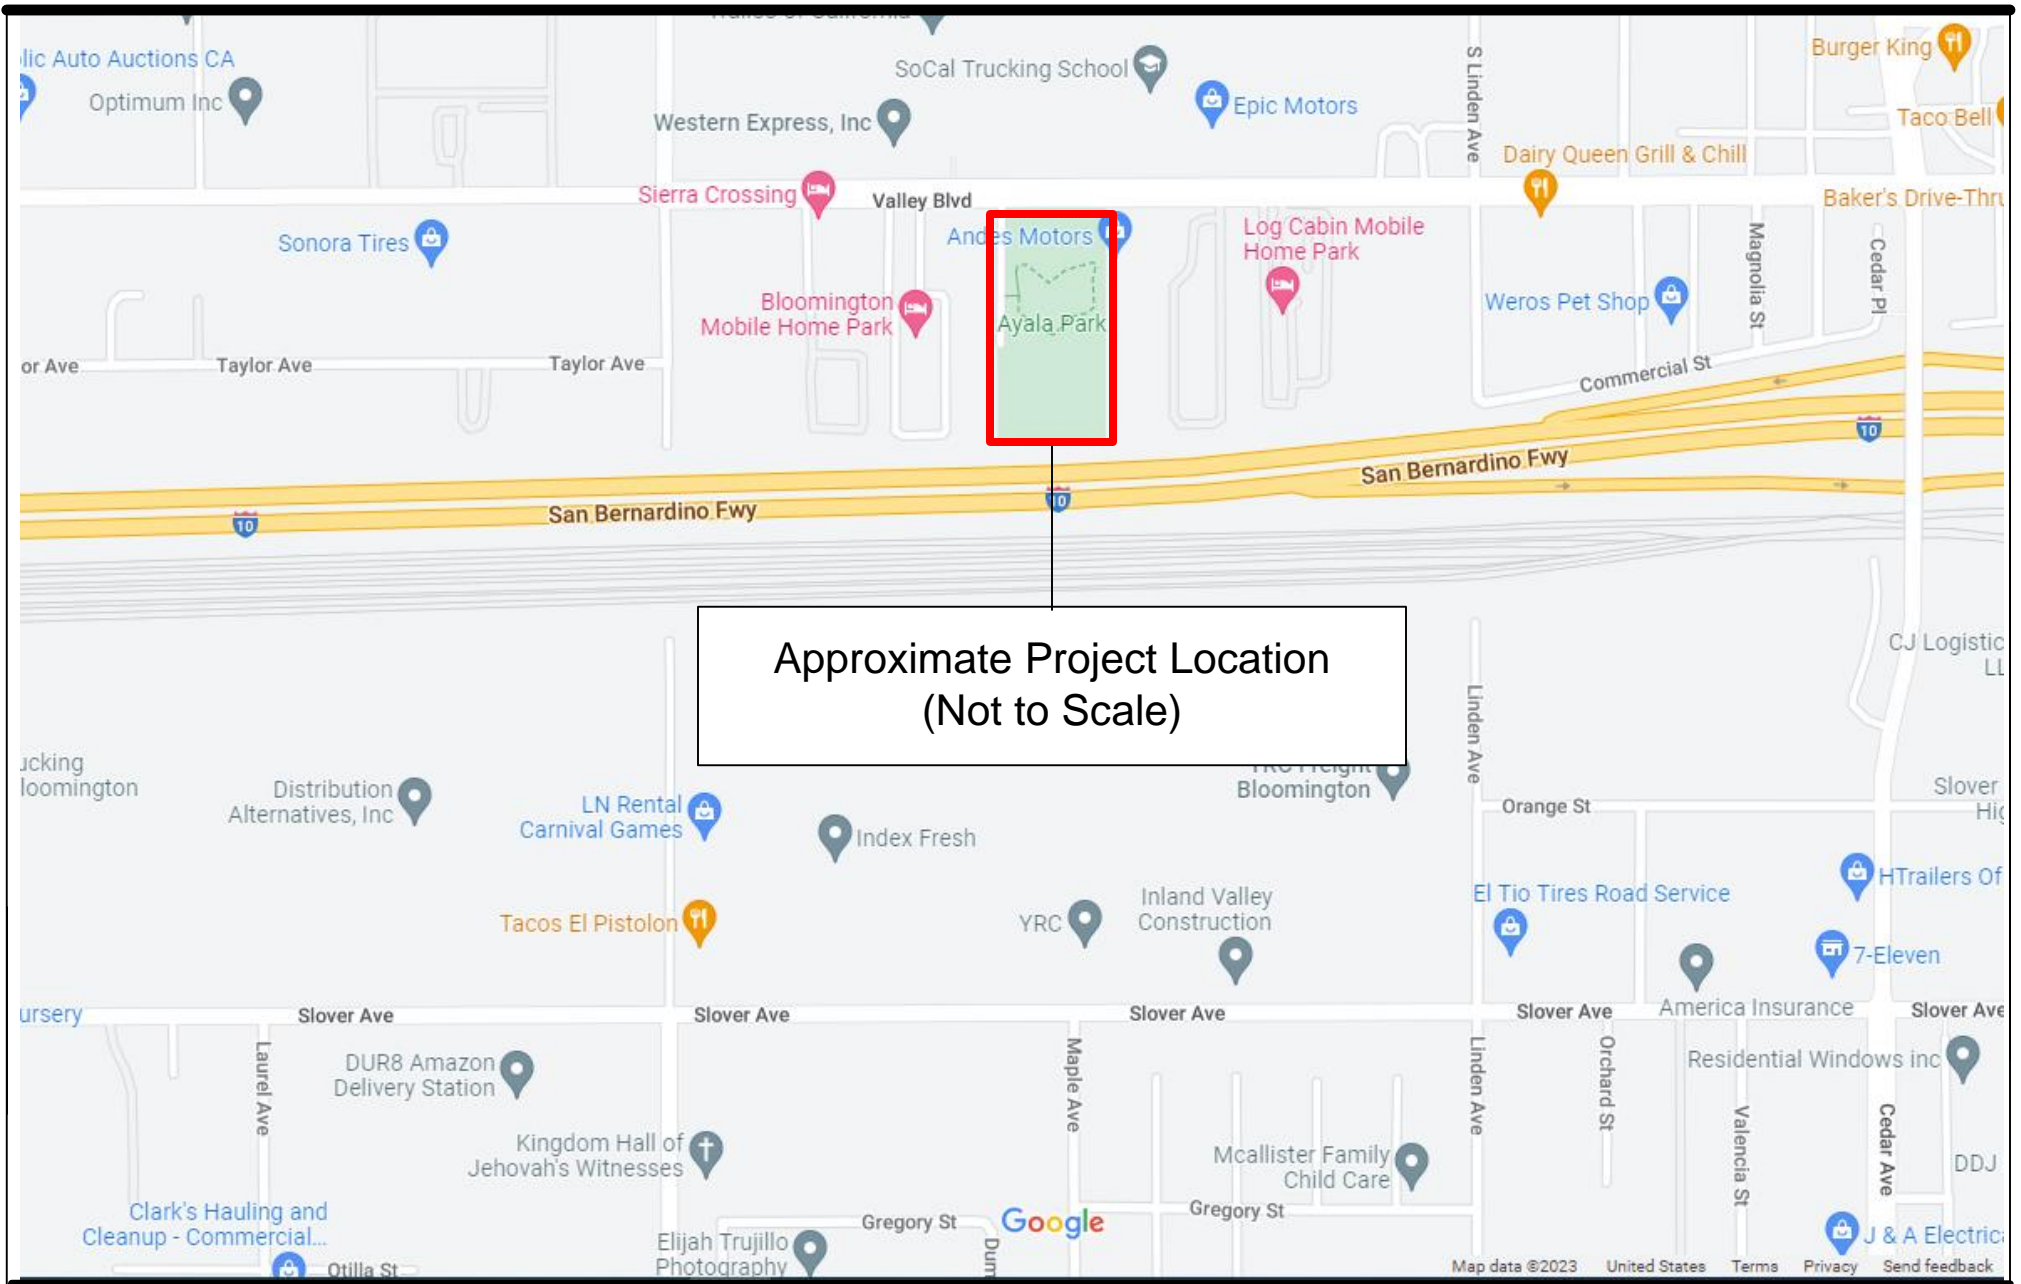 lic Auto Auctions CA
Optimum Inc
SoCal Trucking School
Western Express, Inc
Epic Motors
S Linden Ave
Burger King
Taco Bell
Dairy Queen Grill & Chill
Sierra Crossing
Valley Blvd
Baker's Drive-Thru
Sonora Tires
Andes Motors
Log Cabin Mobile
Home Park
Magnolia St
Cedar Pl
Bloomington
Mobile Home Park
Ayala Park
Weros Pet Shop
or Ave
Taylor Ave
Taylor Ave
Commercial St
10
San Bernardino Fwy
10
San Bernardino Fwy
10
Approximate Project Location
(Not to Scale)
CJ Logistic
LL
Linden Ave
ucking
loomington
Distribution
Alternatives, Inc
LN Rental
Carnival Games
Index Fresh
YRC Freight
Bloomington
Orange St
Slover
Hig
Tacos El Pistolon
YRC
Inland Valley
Construction
El Tio Tires Road Service
HTrailers Of
7-Eleven
America Insurance
ursery
Slover Ave
Slover Ave
Slover Ave
Slover Ave
Slover Ave
Laurel Ave
DUR8 Amazon
Delivery Station
Maple Ave
Linden Ave
Orchard St
Residential Windows inc
Valencia St
Cedar Ave
Kingdom Hall of
Jehovah's Witnesses
Mcallister Family
Child Care
DDJ
Clark's Hauling and
Cleanup - Commercial...
Otilla St
Elijah Trujillo
Photography
Gregory St
Dum
Google
Gregory St
J & A Electric
Map data ©2023 United States Terms Privacy Send feedback